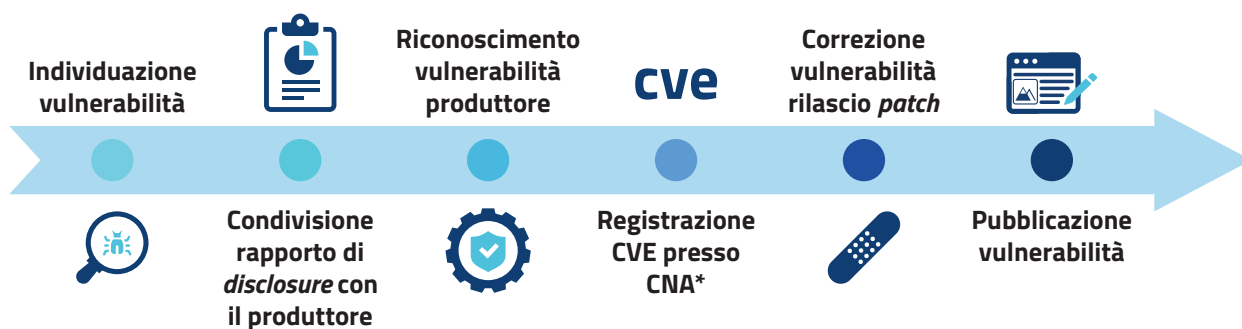 Individuazione
vulnerabilità
Condivisione
rapporto di
disclosure con
il produttore
Riconoscimento
vulnerabilità
produttore
cve
Registrazione
CVE presso
CNA*
Correzione
vulnerabilità
rilascio patch
Pubblicazione
vulnerabilità